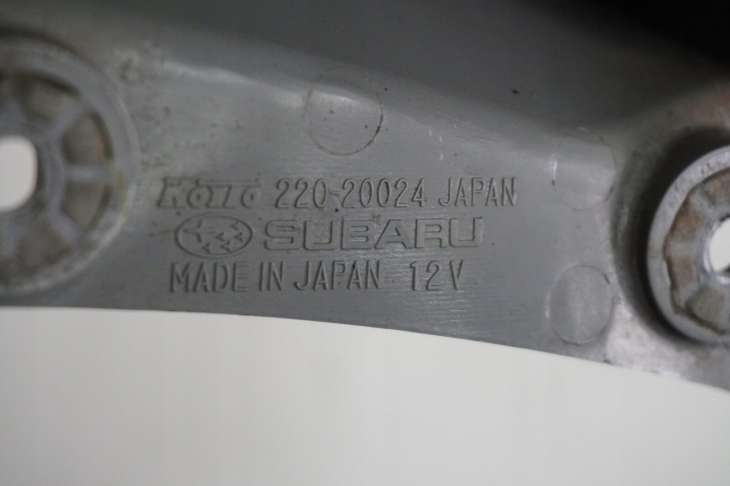 KOITO 220-20024 JAPAN
SUBARU
MADE IN JAPAN 12V